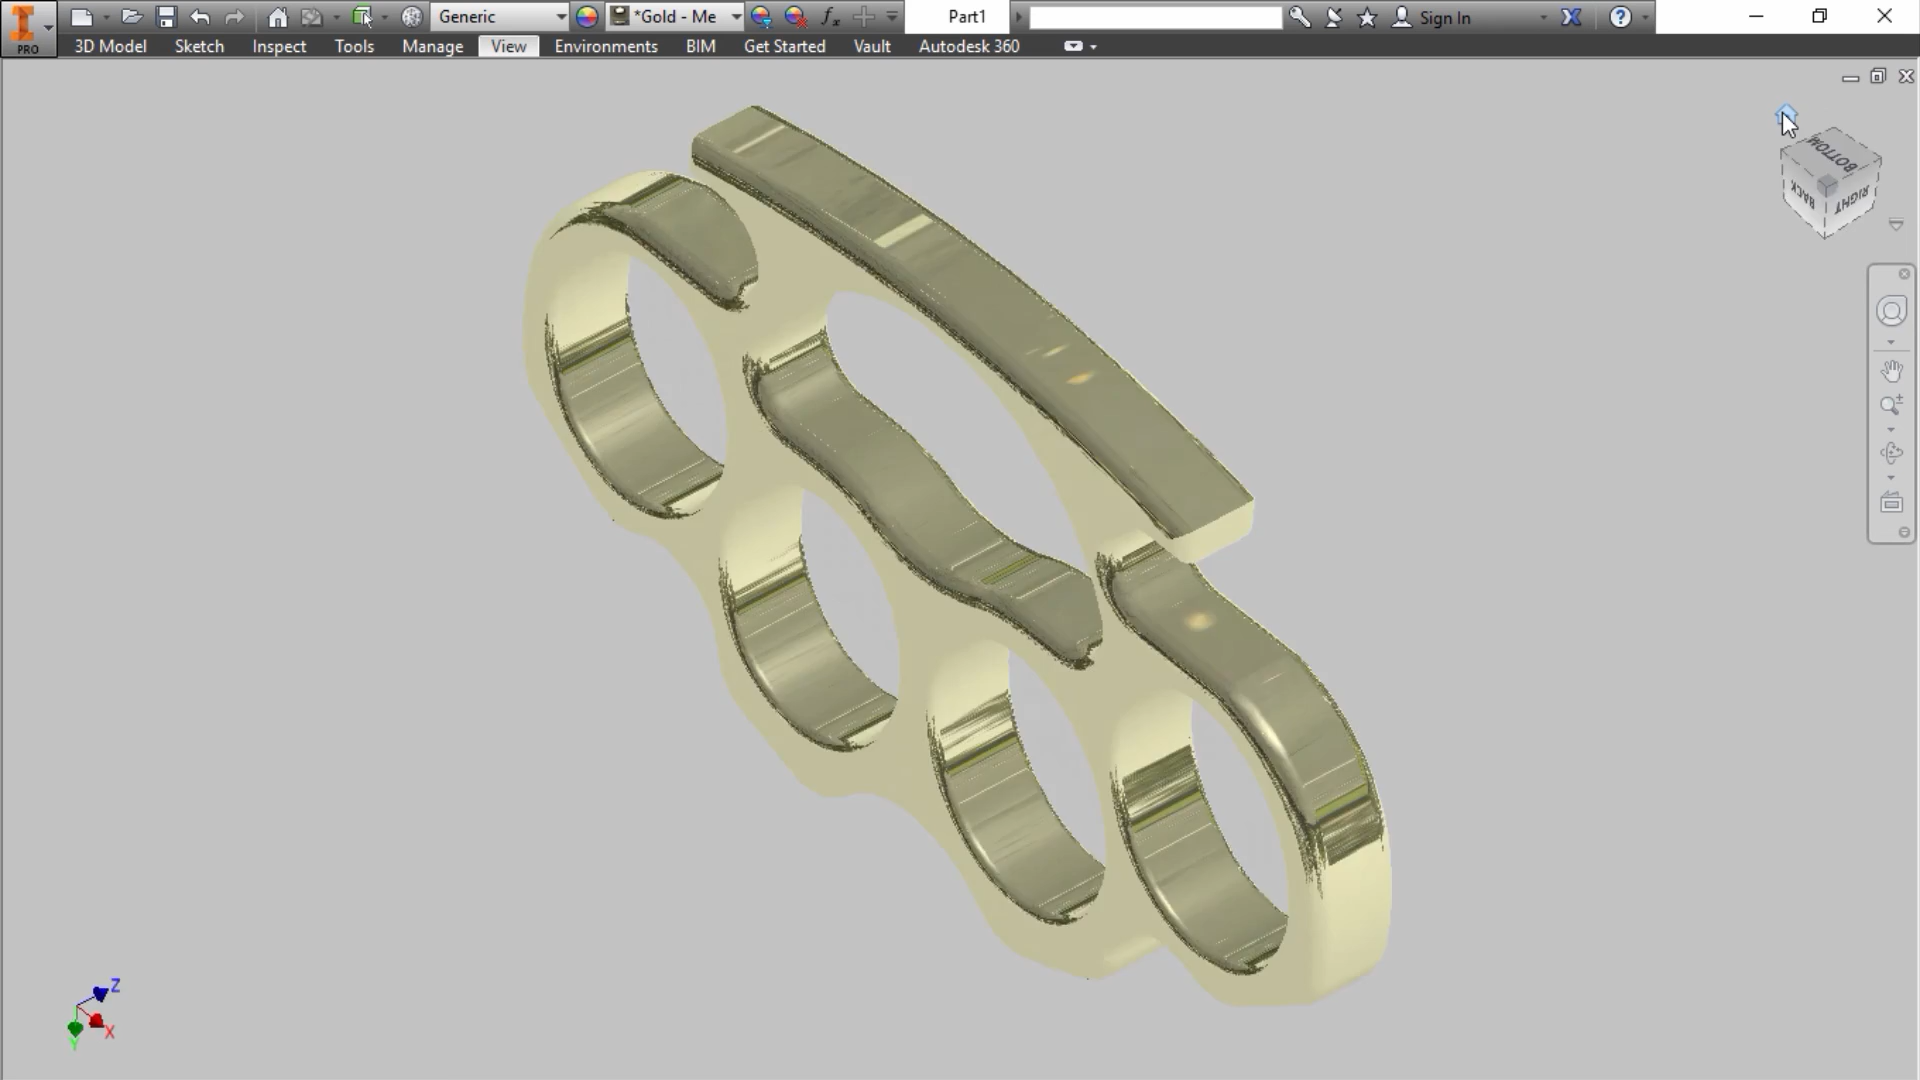 Generic *Gold - Me fx Part1 Sign In
PRO 3D Model Sketch Inspect Tools Manage View Environments BIM Get Started Vault Autodesk 360
BOTTOM
BACK RIGHT
Z
X
Y